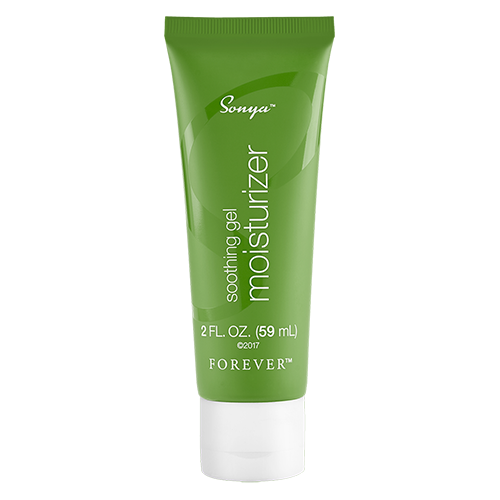 Sonya™
soothing gel
moisturizer
2 FL. OZ. (59 mL)
©2017
FOREVER™